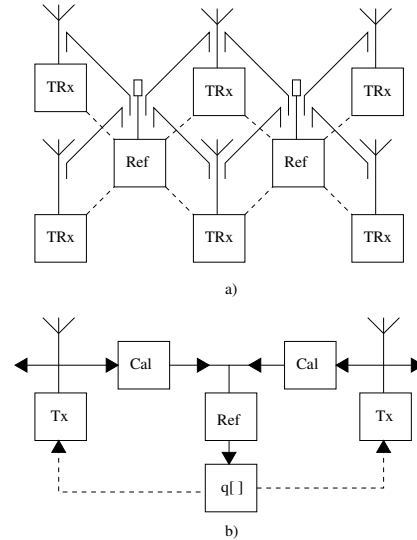 TRx
TRx
TRx
Ref
Ref
TRx
TRx
TRx
a)
Cal
Cal
Tx
Ref
Tx
q[ ]
b)